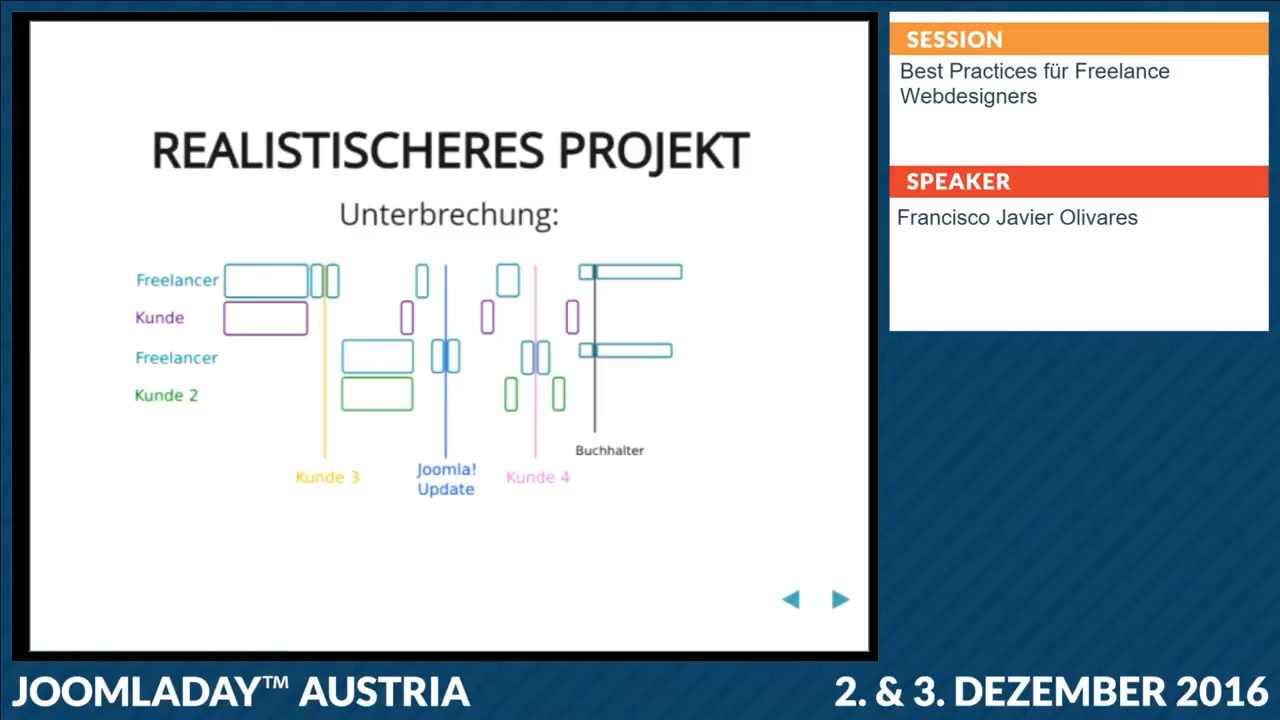 REALISTISCHERES PROJEKT
Unterbrechung:
Freelancer
Kunde
Freelancer
Kunde 2
Kunde 3
Joomla!
Update
Kunde 4
Buchhalter
SESSION
Best Practices für Freelance
Webdesigners
SPEAKER
Francisco Javier Olivares
JOOMLADAY™ AUSTRIA
2. & 3. DEZEMBER 2016